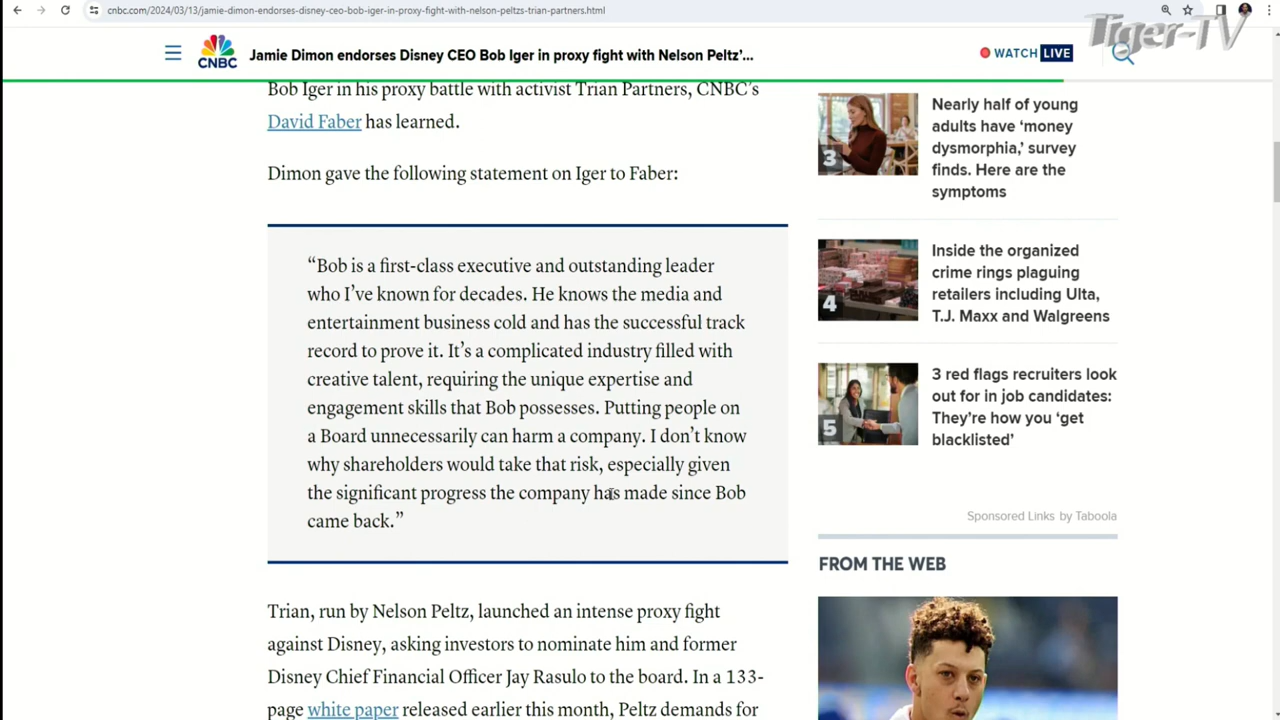 cnbc.com/2024/03/13/jamie-dimon-endorses-disney-ceo-bob-iger-in-proxy-fight-with-nelson-peltzs-trian-partners.html
Tiger-TV
CNBC
Jamie Dimon endorses Disney CEO Bob Iger in proxy fight with Nelson Peltz’...
WATCH LIVE
Bob Iger in his proxy battle with activist Trian Partners, CNBC’s
David Faber has learned.
Dimon gave the following statement on Iger to Faber:
“Bob is a first-class executive and outstanding leader
who I’ve known for decades. He knows the media and
entertainment business cold and has the successful track
record to prove it. It’s a complicated industry filled with
creative talent, requiring the unique expertise and
engagement skills that Bob possesses. Putting people on
a Board unnecessarily can harm a company. I don’t know
why shareholders would take that risk, especially given
the significant progress the company has made since Bob
came back.”
Trian, run by Nelson Peltz, launched an intense proxy fight
against Disney, asking investors to nominate him and former
Disney Chief Financial Officer Jay Rasulo to the board. In a 133-
page white paper released earlier this month, Peltz demands for
3
Nearly half of young
adults have ‘money
dysmorphia,’ survey
finds. Here are the
symptoms
4
Inside the organized
crime rings plaguing
retailers including Ulta,
T.J. Maxx and Walgreens
5
3 red flags recruiters look
out for in job candidates:
They’re how you ‘get
blacklisted’
Sponsored Links by Taboola
FROM THE WEB